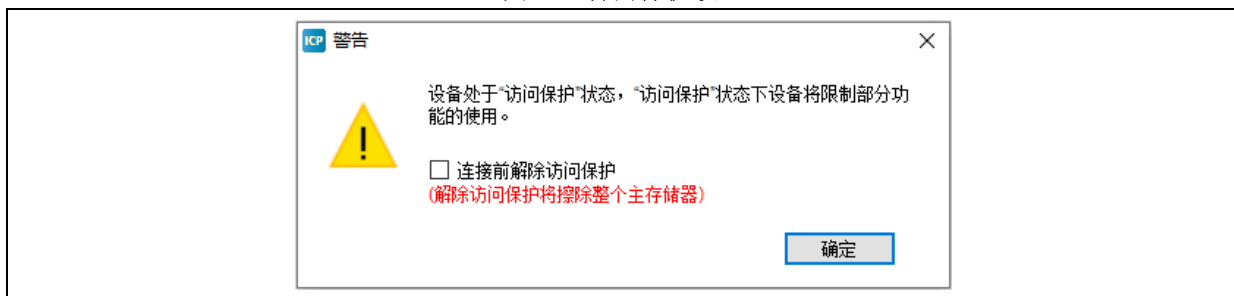 ICP 警告
设备处于“访问保护”状态，“访问保护”状态下设备将限制部分功
能的使用。
连接前解除访问保护
(解除访问保护将擦除整个主存储器)
确定